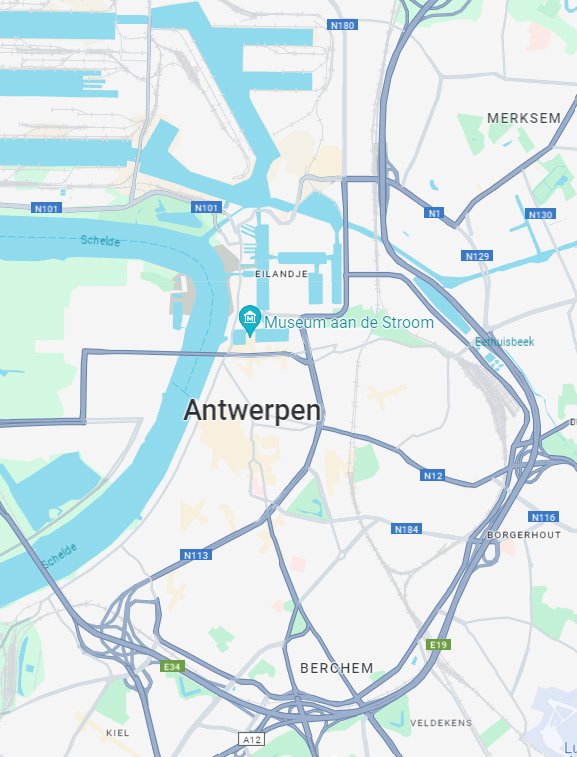 N180
MERKSEM
N101
N101
N1
N130
Schelde
N129
EILANDJE
Museum aan de Stroom
Eethuisbeek
Antwerpen
N12
N116
N184
BORGERHOUT
N113
Schelde
E19
E34
BERCHEM
VELDEKENS
KIEL
A12